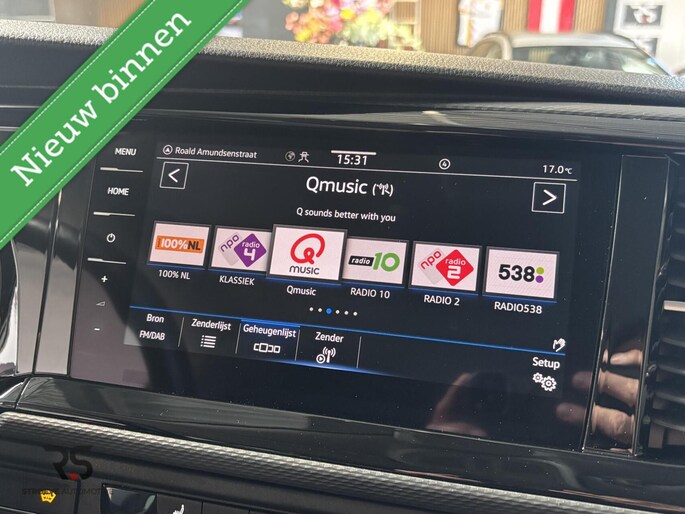 Nieuw binnen
MENU
HOME
Roald Amundsenstraat
15:31
4
17.0°C
Qmusic
Q sounds better with you
100%NL
100% NL
npo radio 4
KLASSIEK
Q MUSIC
Qmusic
radio 10
RADIO 10
npo radio 2
RADIO 2
538
RADIO538
Bron
FM/DAB
Zenderlijst
Geheugenlijst
Zender
Setup
RS